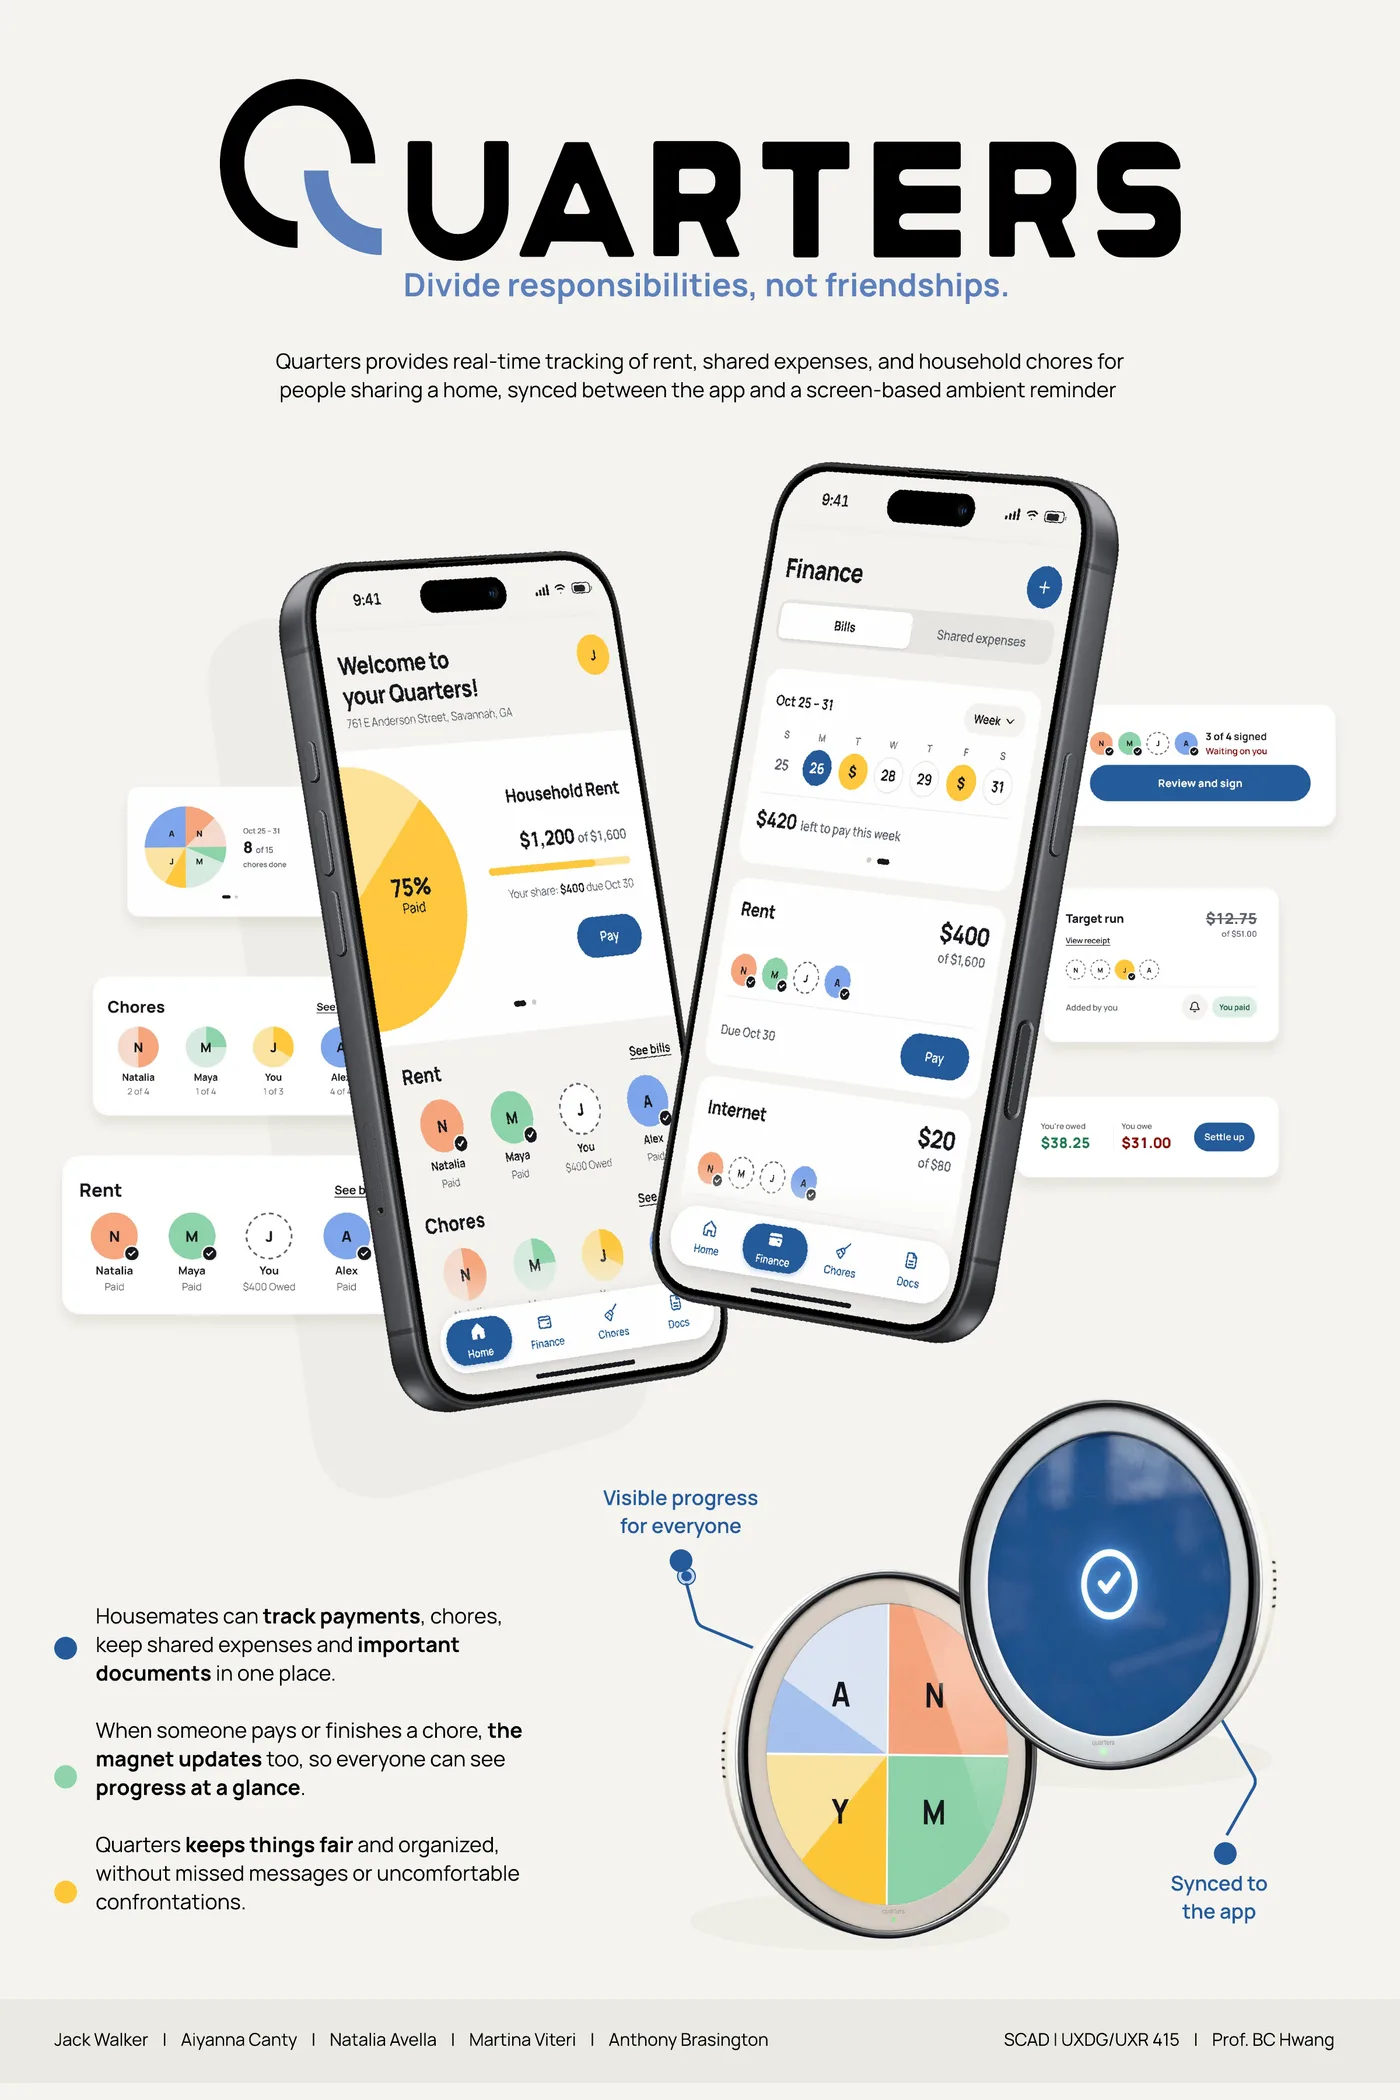 QUARTERS
Divide responsibilities, not friendships.
Quarters provides real-time tracking of rent, shared expenses, and household chores for
people sharing a home, synced between the app and a screen-based ambient reminder
A N
J M
Oct 25 - 31
8 of 15
chores done
Chores
See
N M J A
Natalia Maya You Alex
2 of 4 1 of 4 1 of 3 4 of 4
Rent
See b
N M J A
Natalia Maya You Alex
Paid Paid $400 Owed Paid
9:41
Welcome to
your Quarters!
761 E Anderson Street, Savannah, GA
J
75%
Paid
Household Rent
$1,200 of $1,600
Your share: $400 due Oct 30
Pay
Rent
See bills
N M J A
Natalia Maya You Alex
Paid Paid $400 Owed Paid
Chores
See
N M J
Home Finance Chores Docs
9:41
Finance
+
Bills Shared expenses
Oct 25 - 31
Week
S M T W T F S
25 26 $ 28 29 $ 31
$420 left to pay this week
Rent
$400
of $1,600
N M J A
Due Oct 30
Pay
Internet
$20
of $80
N M J A
Home Finance Chores Docs
N M J A
3 of 4 signed
Waiting on you
Review and sign
Target run
$12.75
of $51.00
View receipt
N M J A
Added by you
You paid
You're owed
$38.25
You owe
$31.00
Settle up
Visible progress
for everyone
A N
Y M
quarters
quarters
Synced to
the app
Housemates can track payments, chores,
keep shared expenses and important
documents in one place.
When someone pays or finishes a chore, the
magnet updates too, so everyone can see
progress at a glance.
Quarters keeps things fair and organized,
without missed messages or uncomfortable
confrontations.
Jack Walker | Aiyanna Canty | Natalia Avella | Martina Viteri | Anthony Brasington
SCAD | UXDG/UXR 415 | Prof. BC Hwang